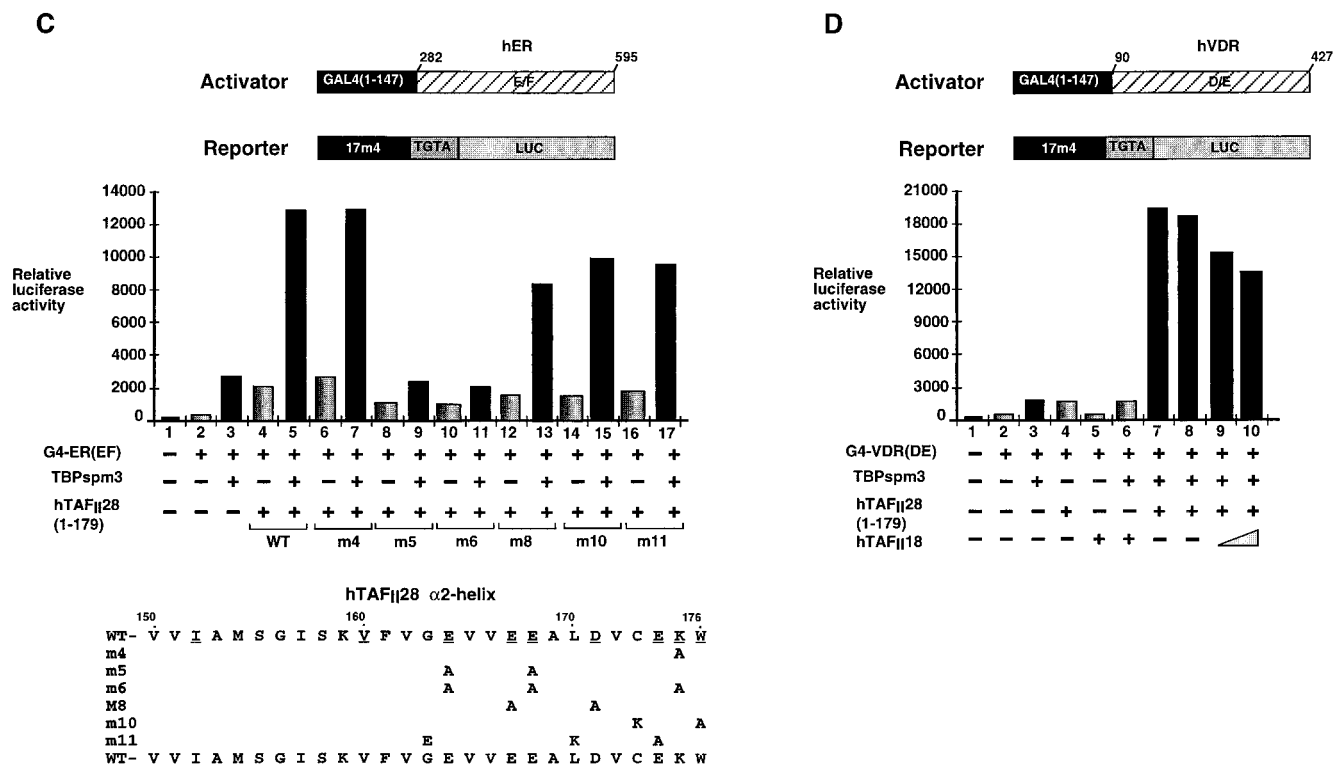 C
hER
282 595
Activator GAL4(1-147) E/F
Reporter 17m4 TGTA LUC
14000
12000
10000
8000
6000
4000
2000
0
Relative
luciferase
activity
1 2 3 4 5 6 7 8 9 10 11 12 13 14 15 16 17
G4-ER(EF) – + + + + + + + + + + + + + + + +
TBPspm3 – – + – + – + – + – + – + – + – +
hTAFII28 – – – + + + + + + + + + + + + + +
(1-179)
WT m4 m5 m6 m8 m10 m11
hTAFII28 α2-helix
150 160 170 176
WT- V V I A M S G I S K V F V G E V V E E A L D V C E K W
m4 A
m5 A A
m6 A A A
M8 A A
m10 K A
m11 E K A
WT- V V I A M S G I S K V F V G E V V E E A L D V C E K W
D
hVDR
90 427
Activator GAL4(1-147) D/E
Reporter 17m4 TGTA LUC
21000
18000
15000
12000
9000
6000
3000
0
Relative
luciferase
activity
1 2 3 4 5 6 7 8 9 10
G4-VDR(DE) – + + + + + + + + +
TBPspm3 – – + – – + + + + +
hTAFII28 – – – + – – + + + +
(1-179)
hTAFII18 – – – – + + – –